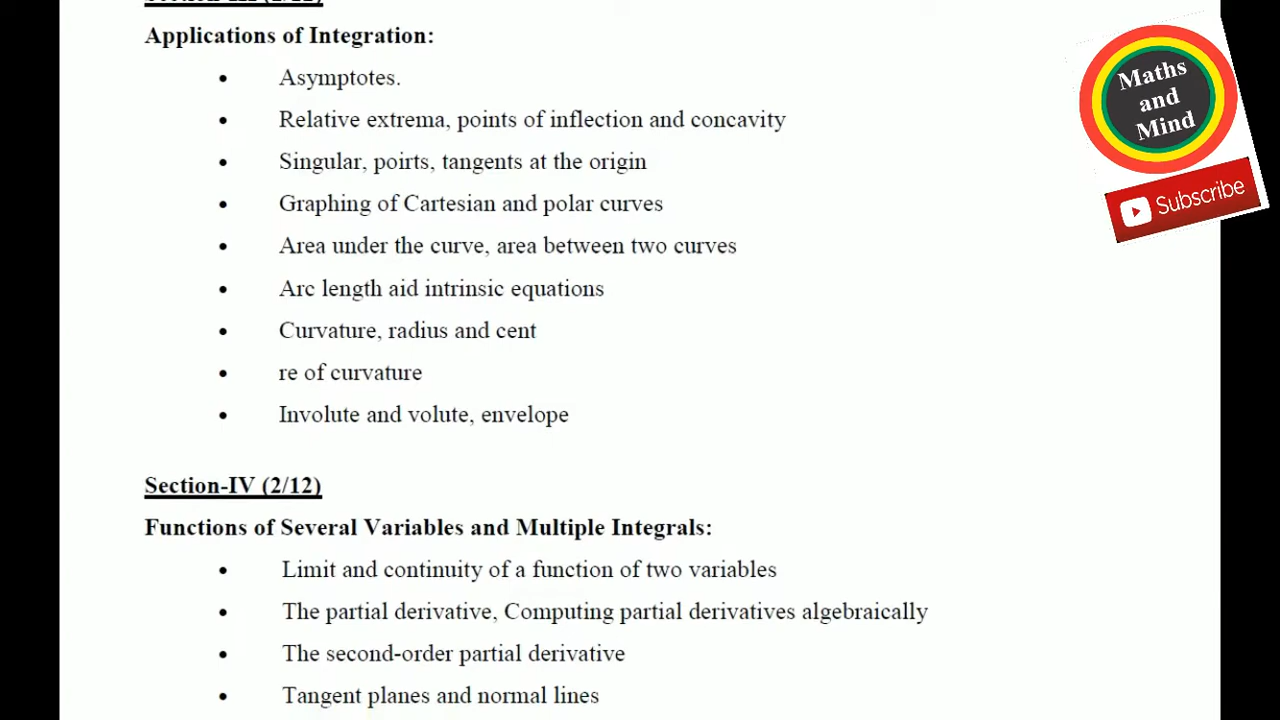 Section-III (2/12)
Applications of Integration:
• Asymptotes.
• Relative extrema, points of inflection and concavity
• Singular, poirts, tangents at the origin
• Graphing of Cartesian and polar curves
• Area under the curve, area between two curves
• Arc length aid intrinsic equations
• Curvature, radius and cent
• re of curvature
• Involute and volute, envelope
Section-IV (2/12)
Functions of Several Variables and Multiple Integrals:
• Limit and continuity of a function of two variables
• The partial derivative, Computing partial derivatives algebraically
• The second-order partial derivative
• Tangent planes and normal lines
Maths
and
Mind
Subscribe